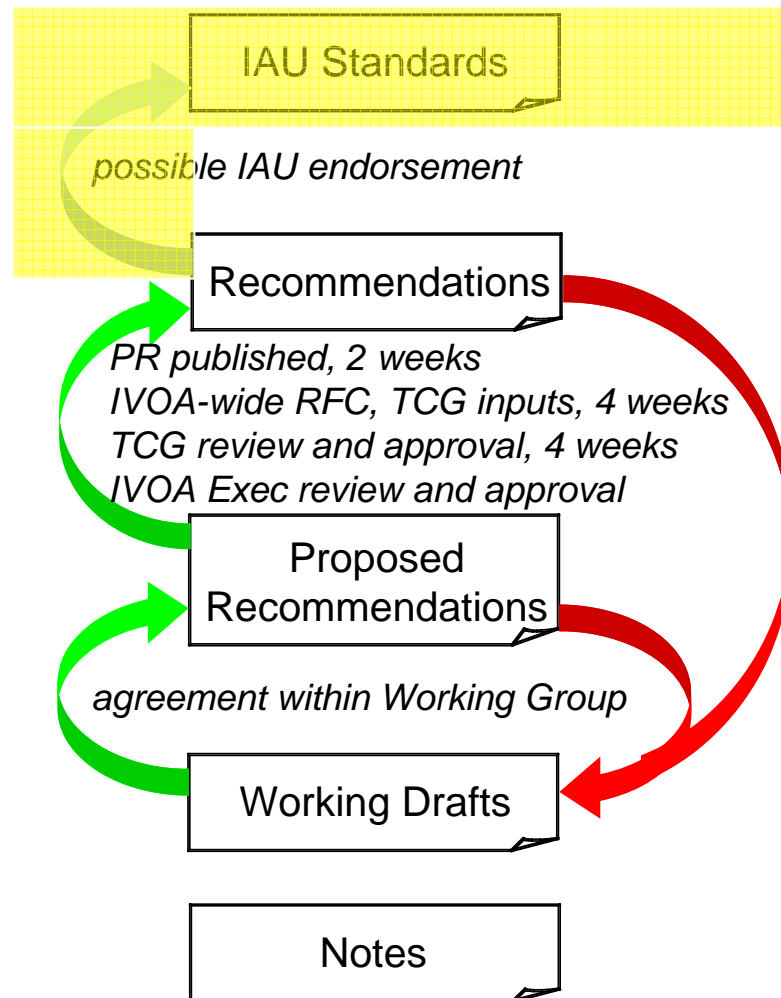 IAU Standards
possible IAU endorsement
Recommendations
PR published, 2 weeks
IVOA-wide RFC, TCG inputs, 4 weeks
TCG review and approval, 4 weeks
IVOA Exec review and approval
Proposed
Recommendations
agreement within Working Group
Working Drafts
Notes